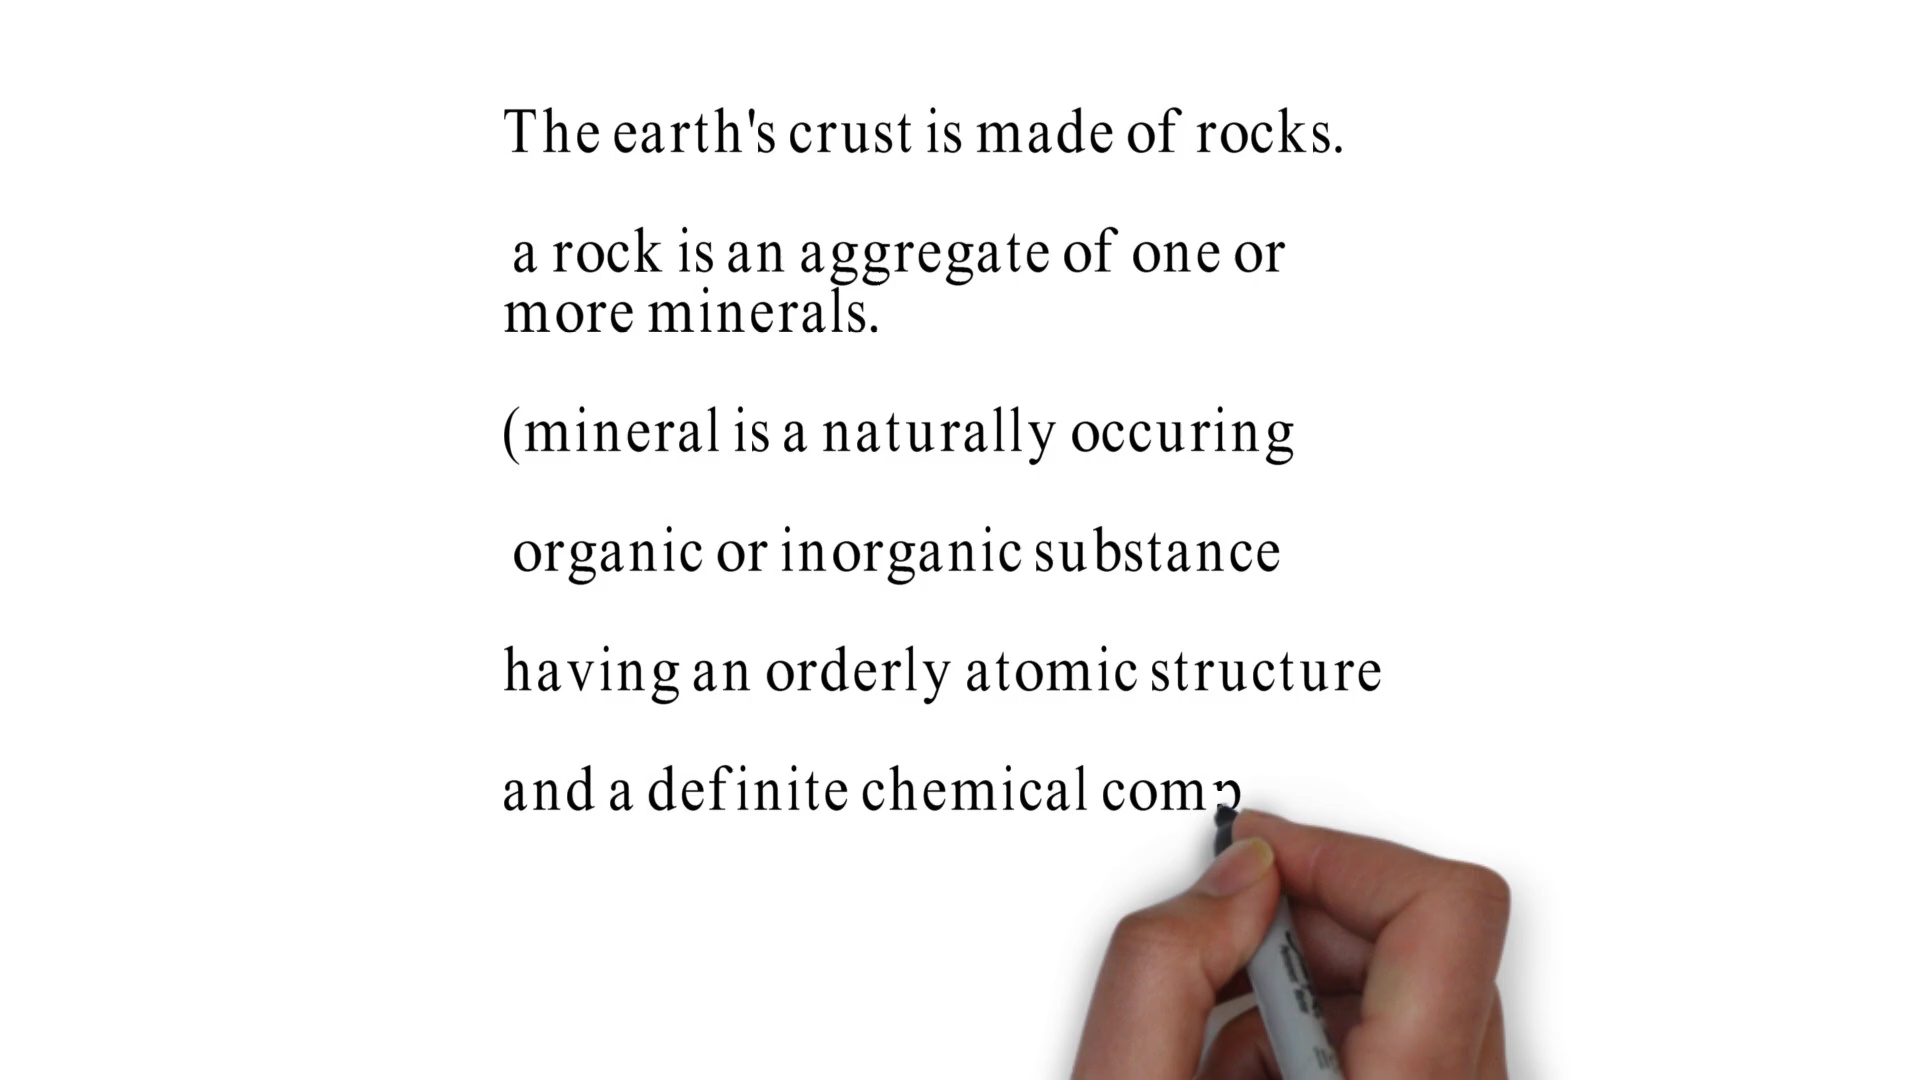 The earth's crust is made of rocks.
a rock is an aggregate of one or
more minerals.
(mineral is a naturally occuring
organic or inorganic substance
having an orderly atomic structure
and a definite chemical comp